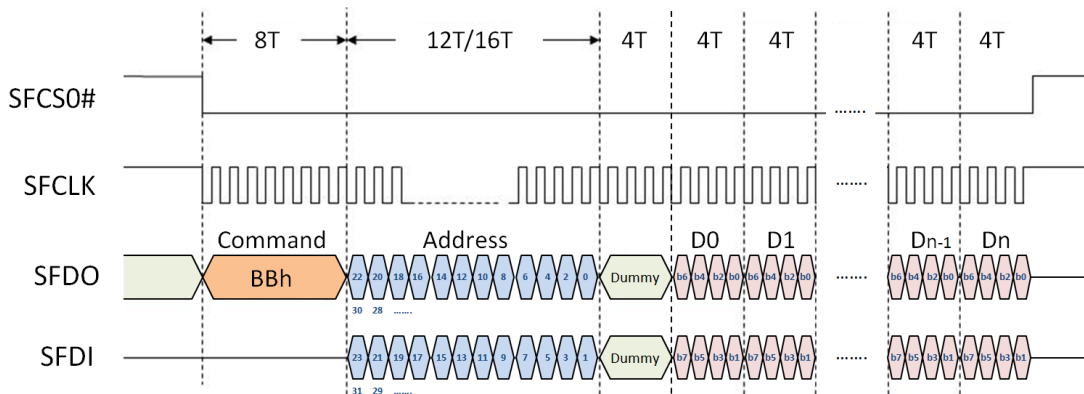 8T 12T/16T 4T 4T 4T 4T 4T
SFCS0#
.......
SFCLK
.......
Command Address D0 D1 Dn-1 Dn
SFDO BBh 22 20 18 16 14 12 10 8 6 4 2 0 Dummy b6 b4 b2 b0 b6 b4 b2 b0 ....... b6 b4 b2 b0 b6 b4 b2 b0
30 28 .......
SFDI 23 21 19 17 15 13 11 9 7 5 3 1 Dummy b7 b5 b3 b1 b7 b5 b3 b1 ....... b7 b5 b3 b1 b7 b5 b3 b1
31 29 .......